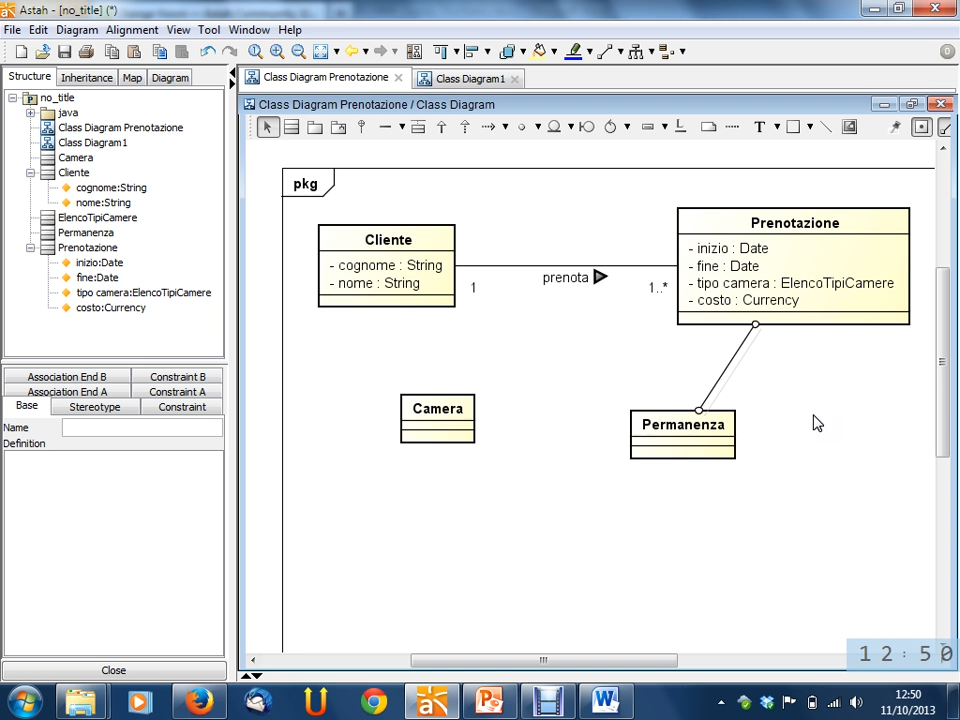 Astah - [no_title] (*)
File Edit Diagram Alignment View Tool Window Help
Structure Inheritance Map Diagram
no_title
java
Class Diagram Prenotazione
Class Diagram1
Camera
Cliente
cognome:String
nome:String
ElencoTipiCamere
Permanenza
Prenotazione
inizio:Date
fine:Date
tipo camera:ElencoTipiCamere
costo:Currency
Association End B Constraint B
Association End A Constraint A
Base Stereotype Constraint
Name
Definition
Close
Class Diagram Prenotazione Class Diagram1
Class Diagram Prenotazione / Class Diagram
T
pkg
Cliente
- cognome : String
- nome : String
1
prenota
1..*
Prenotazione
- inizio : Date
- fine : Date
- tipo camera : ElencoTipiCamere
- costo : Currency
Camera
Permanenza
12:50
12:50
11/10/2013